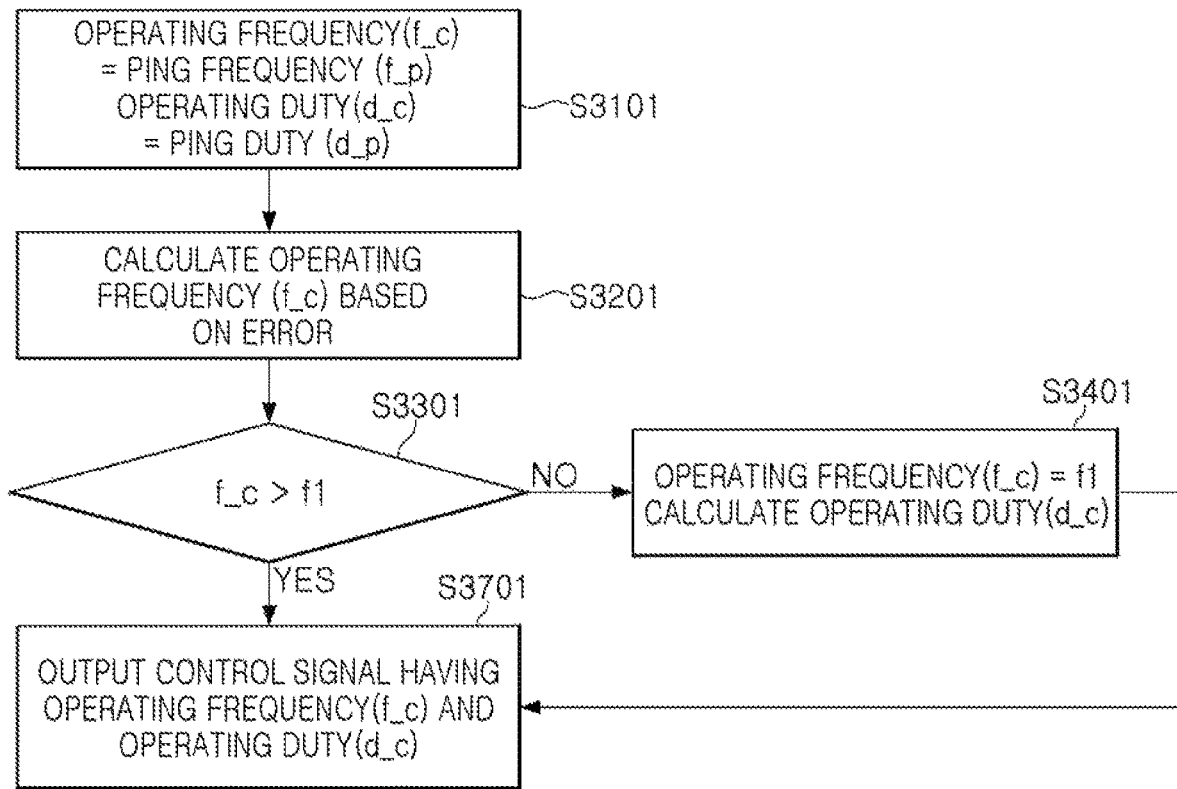 OPERATING FREQUENCY(f_c)
= PING FREQUENCY (f_p)
OPERATING DUTY(d_c)
= PING DUTY (d_p)
S3101
CALCULATE OPERATING
FREQUENCY (f_c) BASED
ON ERROR
S3201
S3301
f_c > f1
NO
YES
S3401
OPERATING FREQUENCY(f_c) = f1
CALCULATE OPERATING DUTY(d_c)
S3701
OUTPUT CONTROL SIGNAL HAVING
OPERATING FREQUENCY(f_c) AND
OPERATING DUTY(d_c)